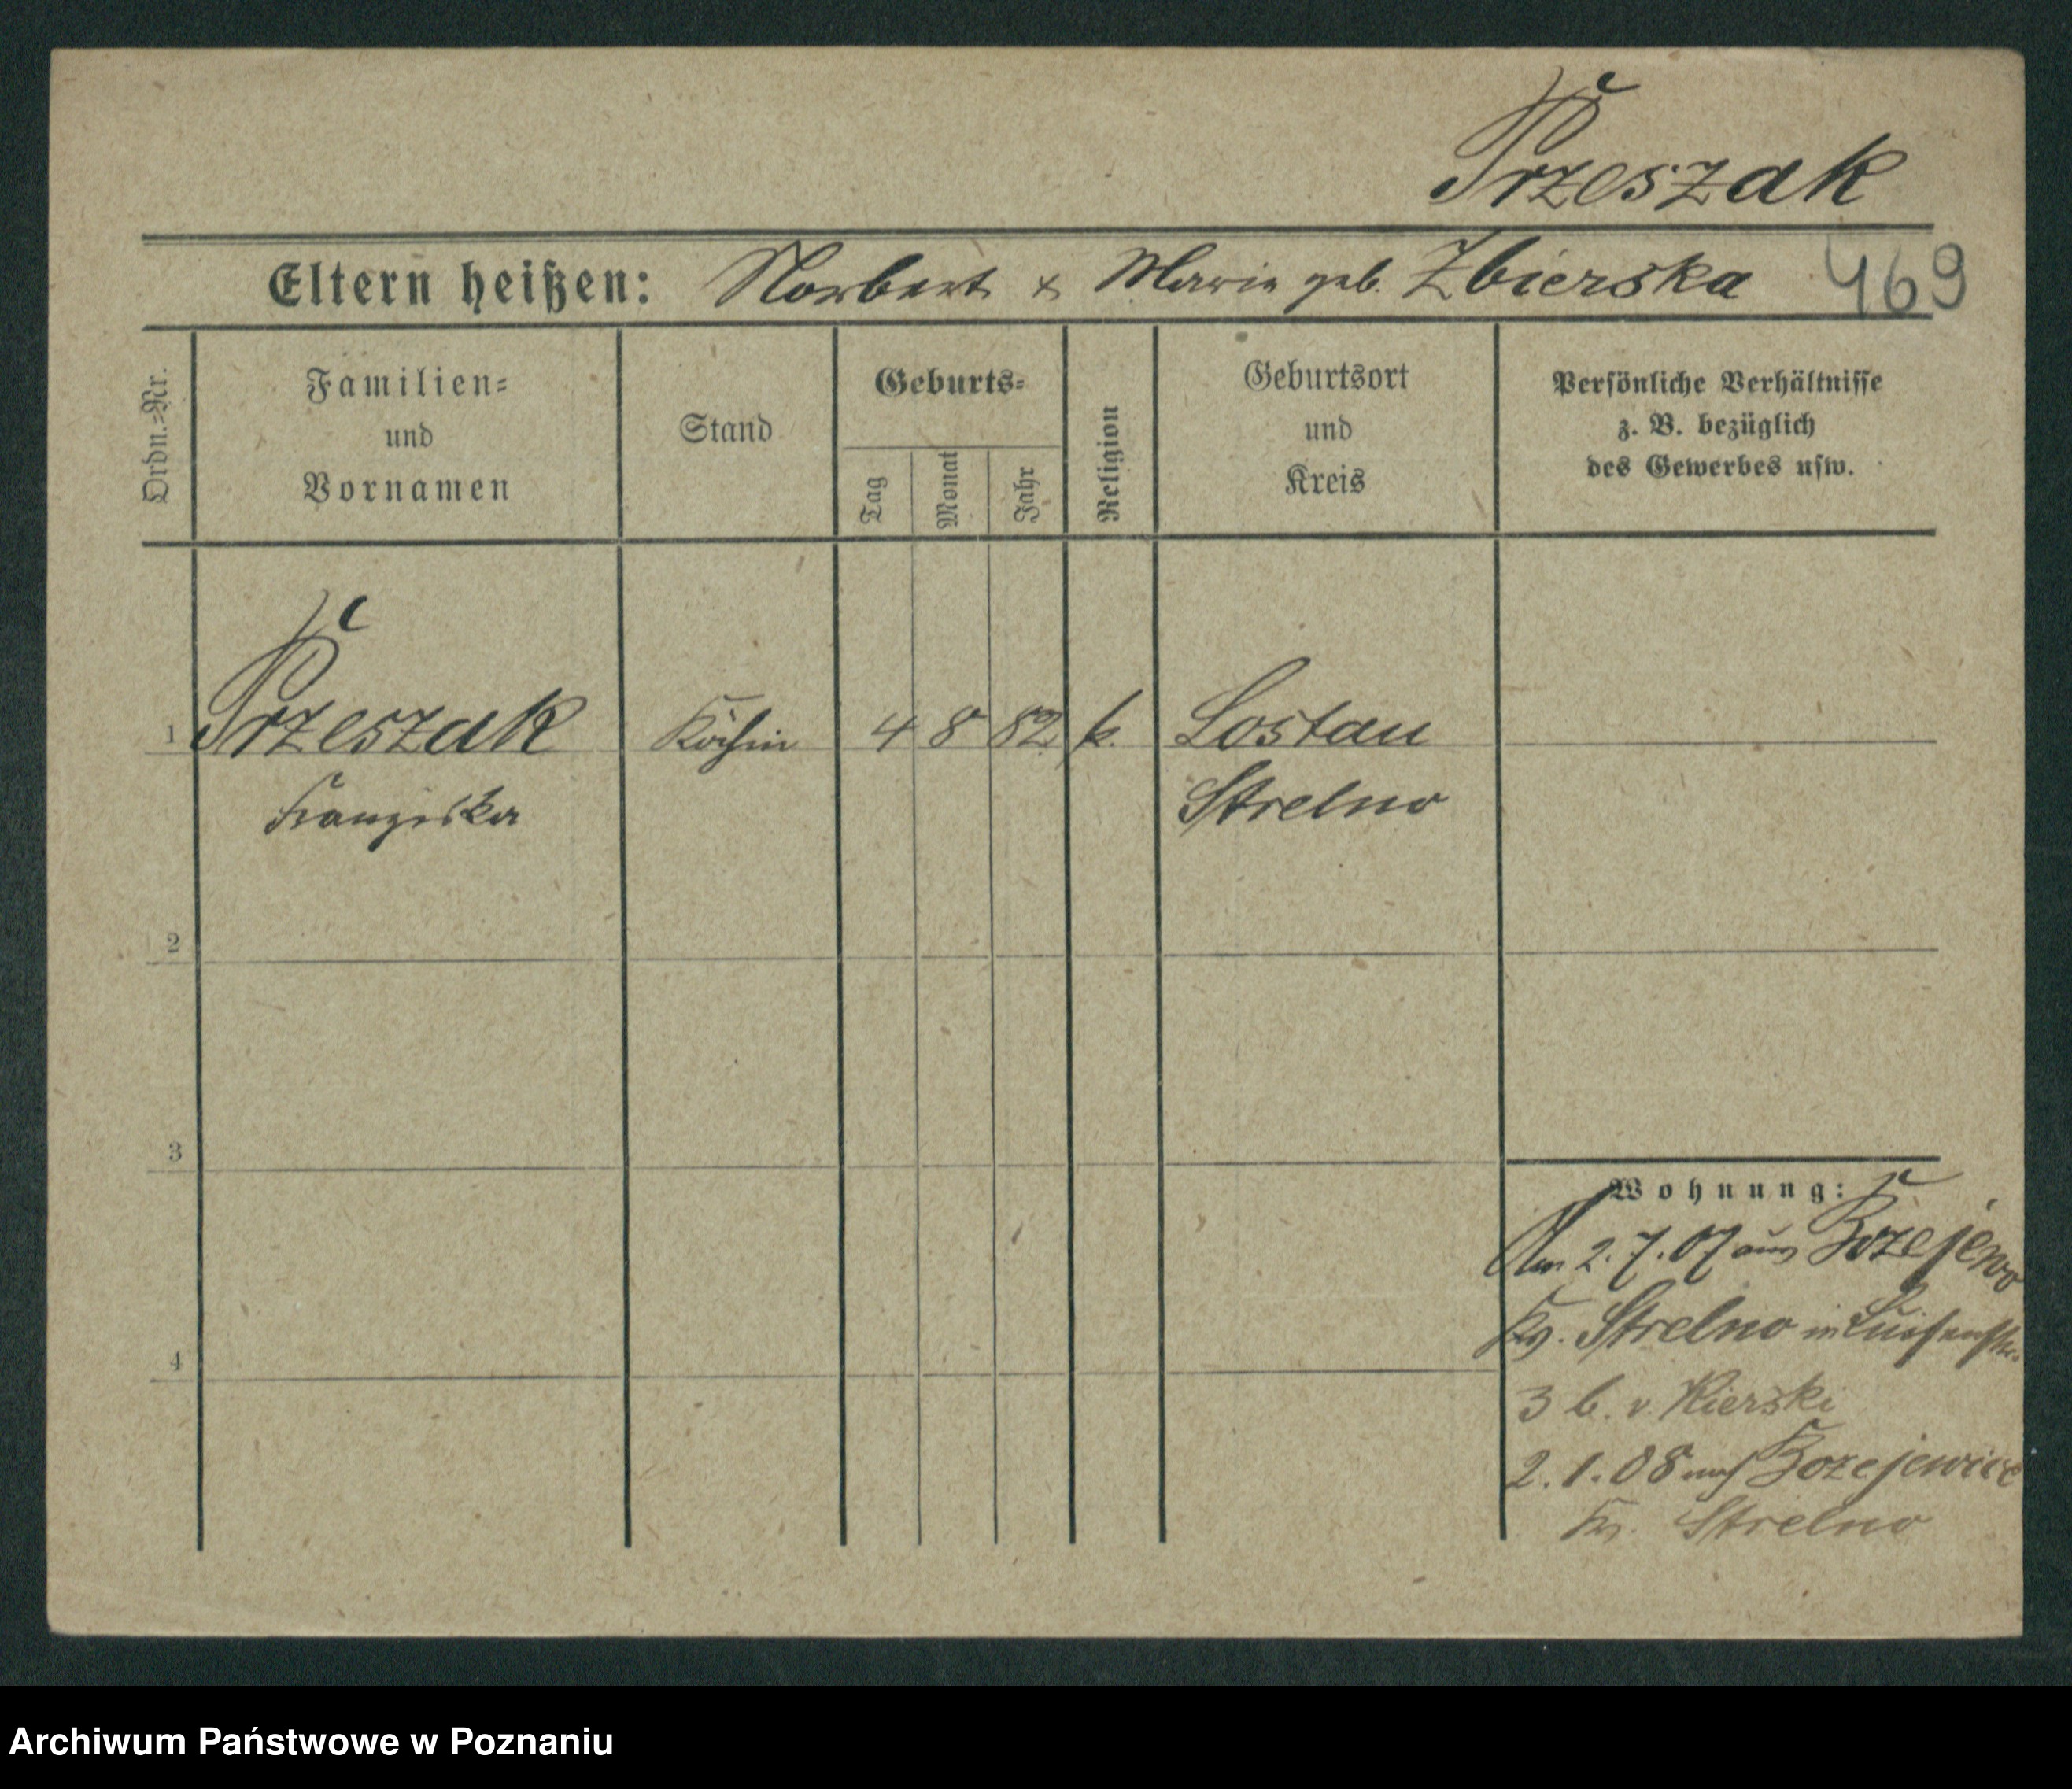 Przeszak
Eltern heißen: Norbert & Marie geb. Zbierska 469
Ordn.=Nr.
Familien=
und
Vornamen
Stand
Geburts=
Tag
Monat
Jahr
Religion
Geburtsort
und
Kreis
Persönliche Verhältnisse
z. B. bezüglich
des Gewerbes usw.
1 Przeszak Köchin 4 8 82 k. Lostau
Franziska Strelno
2
3
Wohnung:
Am 2.7.07 aus
Kr. Strelno in Luisenstr.
4
3 b. v.
2.1.08 nach
Kr. Strelno
Archiwum Państwowe w Poznaniu